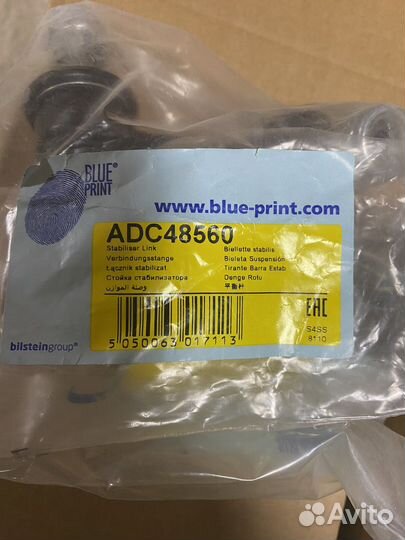 BLUE®
PRINT
www.blue-print.com
ADC48560
Stabiliser Link
Verbindungsstange
Łącznik stabilizat
Стойка стабилизатора
وصلة الموازن
Biellette stabilis
Bieleta Suspensión
Tirante Barra Estab
Denge Rotu
平衡杆
5 050063 017113
EAC
S4SS
8110
bilsteingroup®
Avito